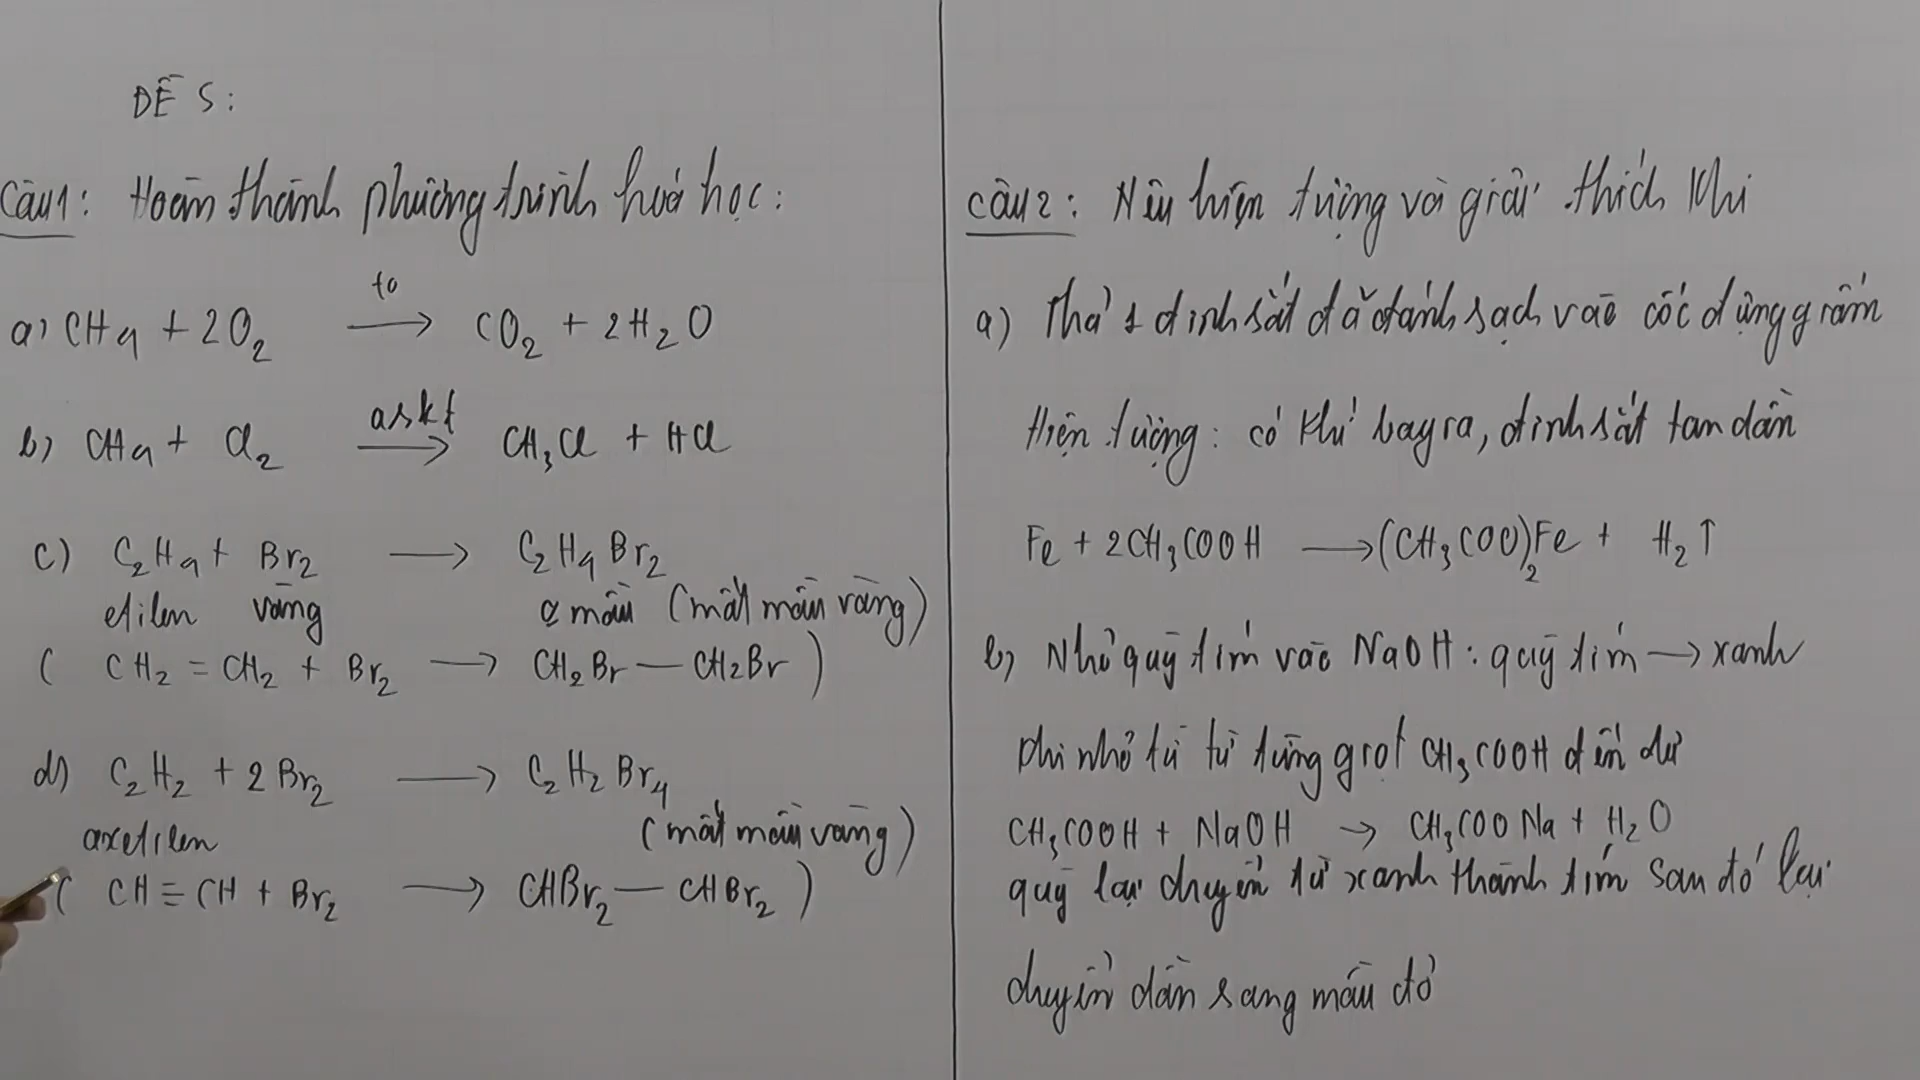 ĐỀ 5:
Câu 1: Hoàn thành phương trình hoá học:
a) CH4 + 2O2 →(to) CO2 + 2H2O
b) CH4 + Cl2 →(askt) CH3Cl + HCl
c) C2H4 + Br2 → C2H4Br2
etilen vàng 0 màu (mất màu vàng)
( CH2 = CH2 + Br2 → CH2Br — CH2Br )
d) C2H2 + 2Br2 → C2H2Br4
axetilen (mất màu vàng)
( CH ≡ CH + Br2 → CHBr2 — CHBr2 )
Câu 2: Nêu hiện tượng và giải thích khi
a) Thả 1 đinh sắt đã đánh sạch vào cốc đựng giấm
Hiện tượng: có khí bay ra, đinh sắt tan dần
Fe + 2CH3COOH → (CH3COO)2Fe + H2↑
b) Nhỏ quỳ tím vào NaOH: quỳ tím → xanh
khi nhỏ từ từ từng giọt CH3COOH đến dư
CH3COOH + NaOH → CH3COONa + H2O
quỳ lại chuyển từ xanh thành tím sau đó lại
chuyển dần sang màu đỏ